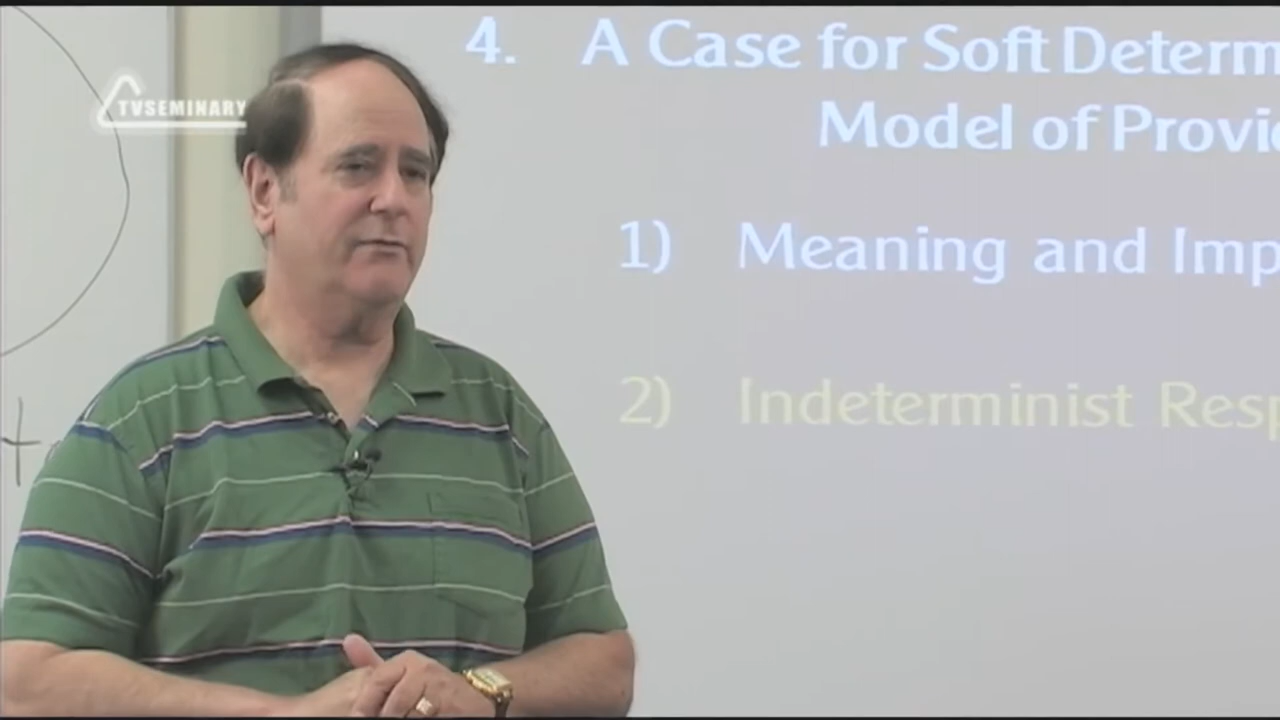 TVSEMINARY
4. A Case for Soft Determ
Model of Provi
1) Meaning and Imp
2) Indeterminist Resp